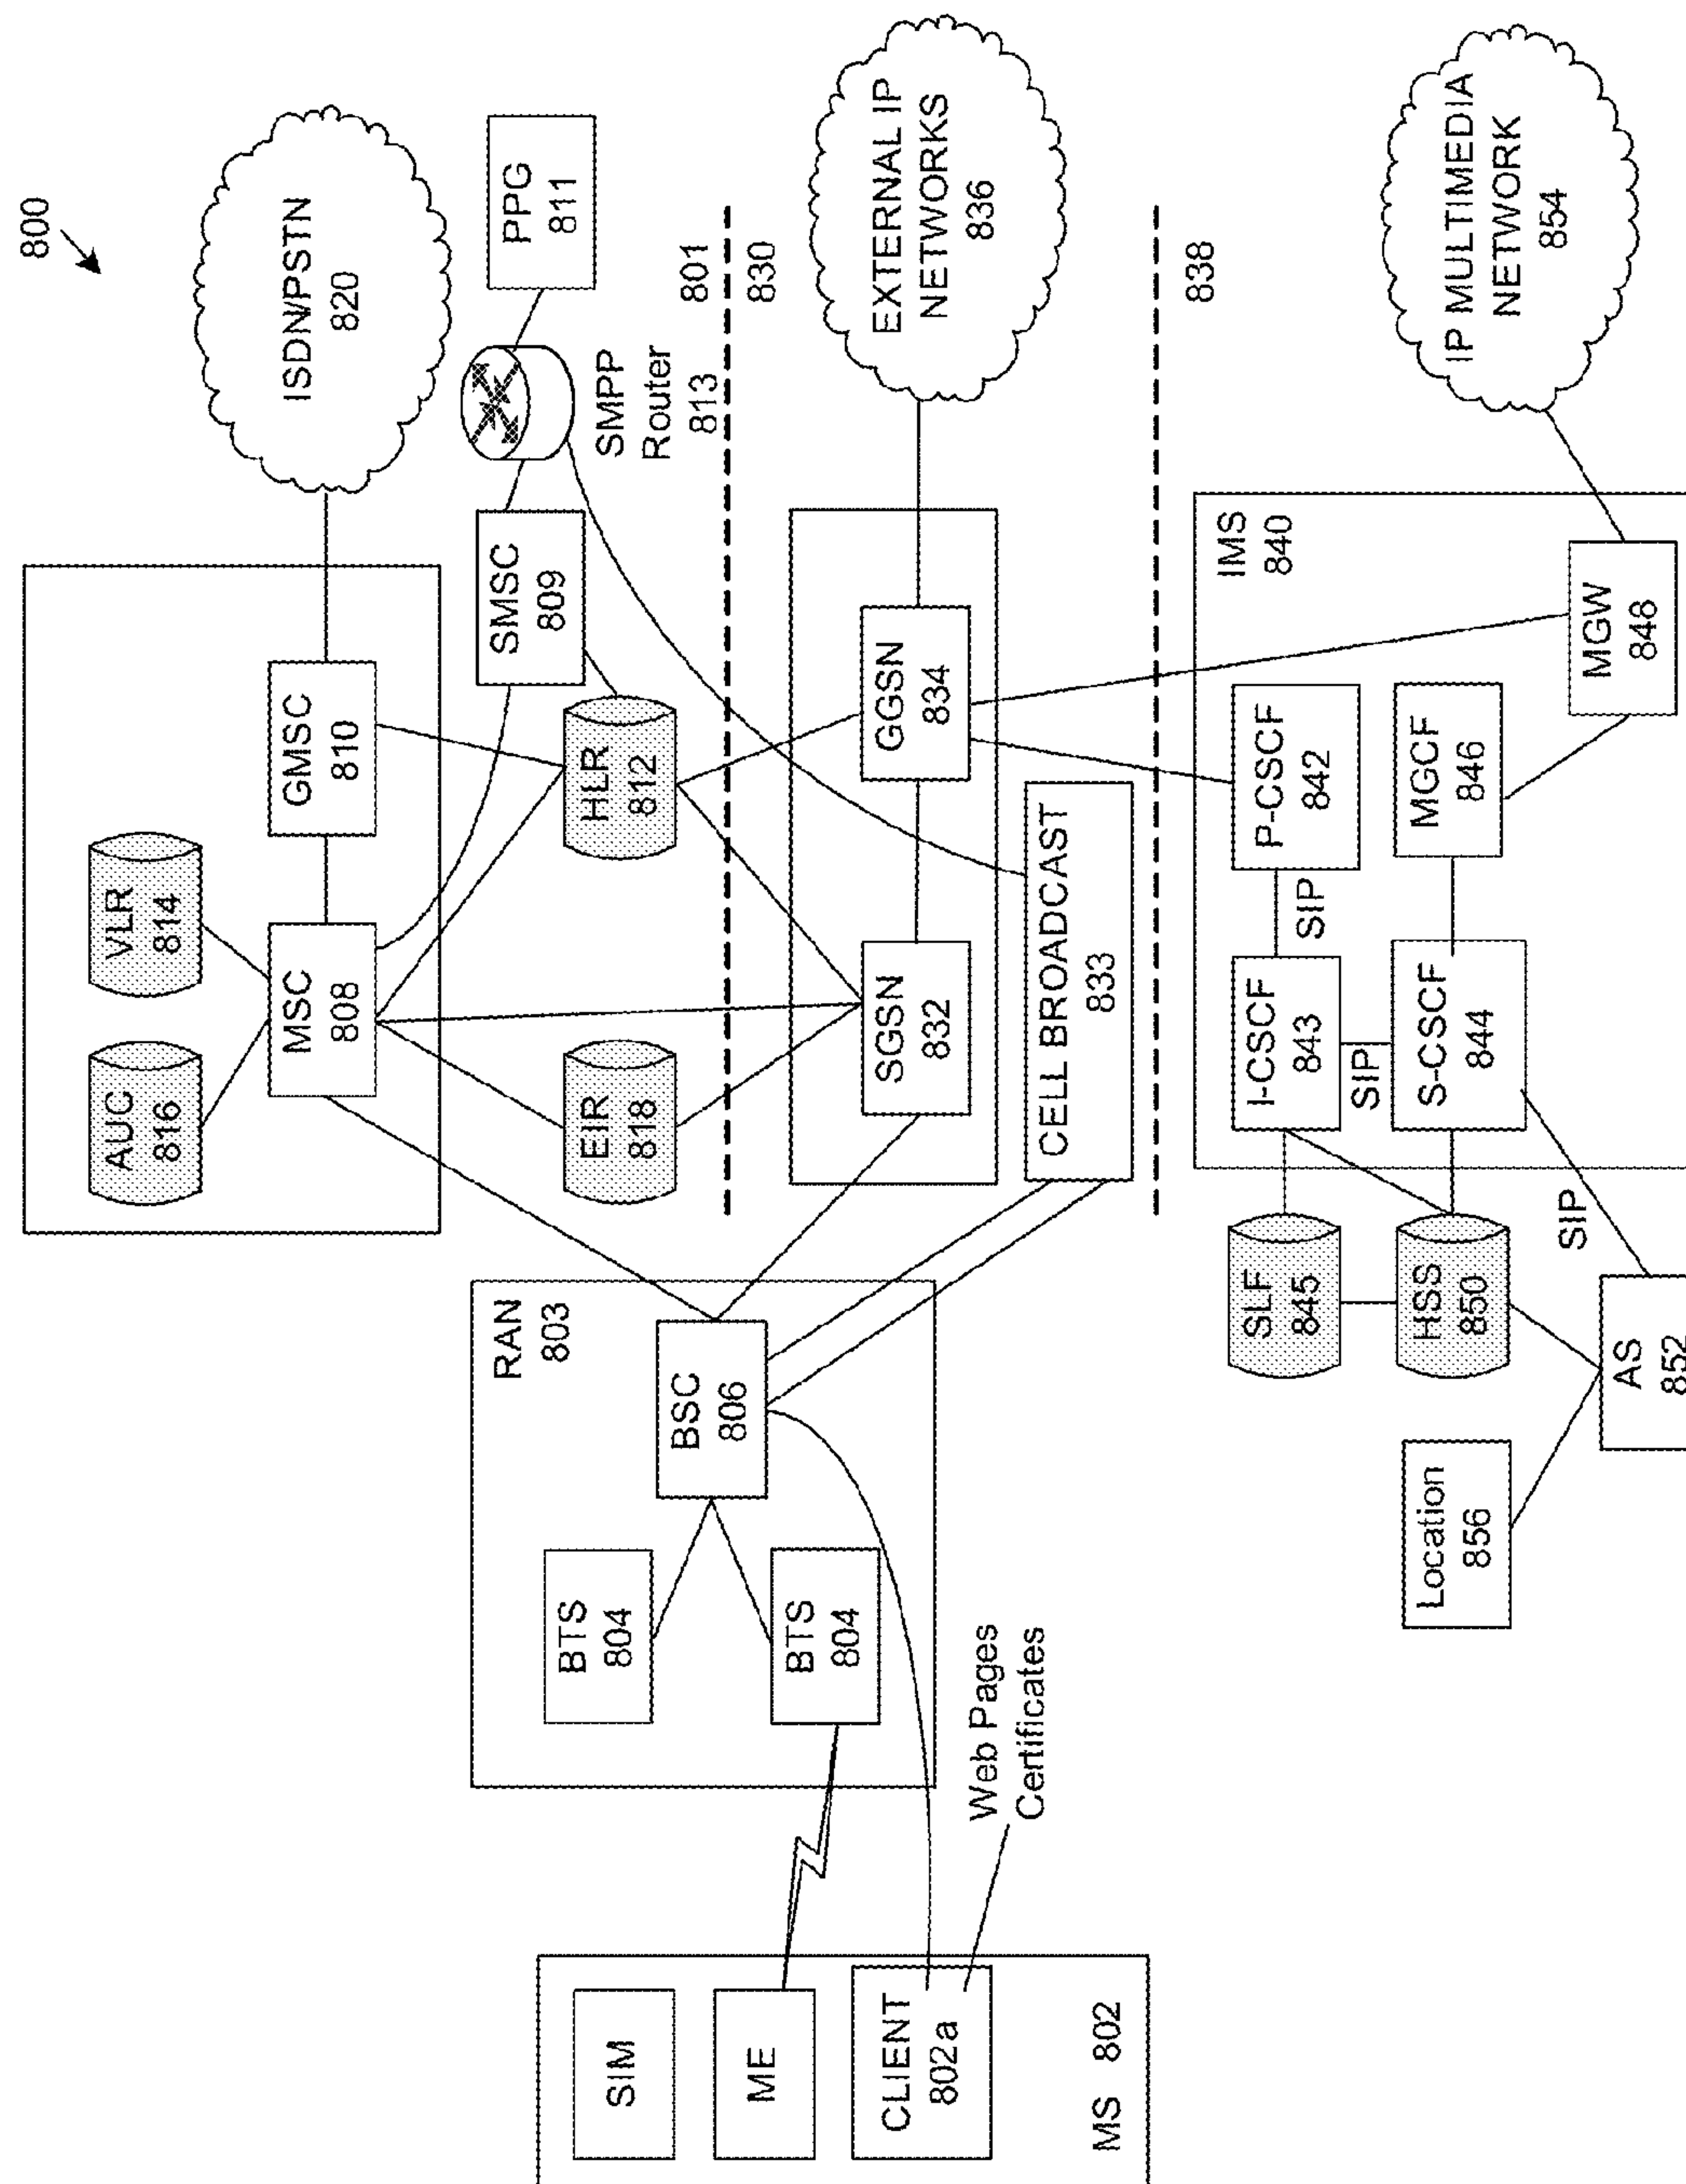 800
ISDN/PSTN
820
AUC
816
VLR
814
MSC
808
GMSC
810
SMSC
809
PPG
811
SMPP
Router
813
EIR
818
HLR
812
801
830
RAN
803
BTS
804
BTS
804
BSC
806
SGSN
832
GGSN
834
EXTERNAL IP
NETWORKS
836
CELL BROADCAST
833
838
SIM
ME
CLIENT
802a
MS 802
Web Pages
Certificates
IMS
840
SLF
845
I-CSCF
843
SIP
P-CSCF
842
SIP
HSS
850
S-CSCF
844
MGCF
846
MGW
848
IP MULTIMEDIA
NETWORK
854
Location
856
SIP
AS
852